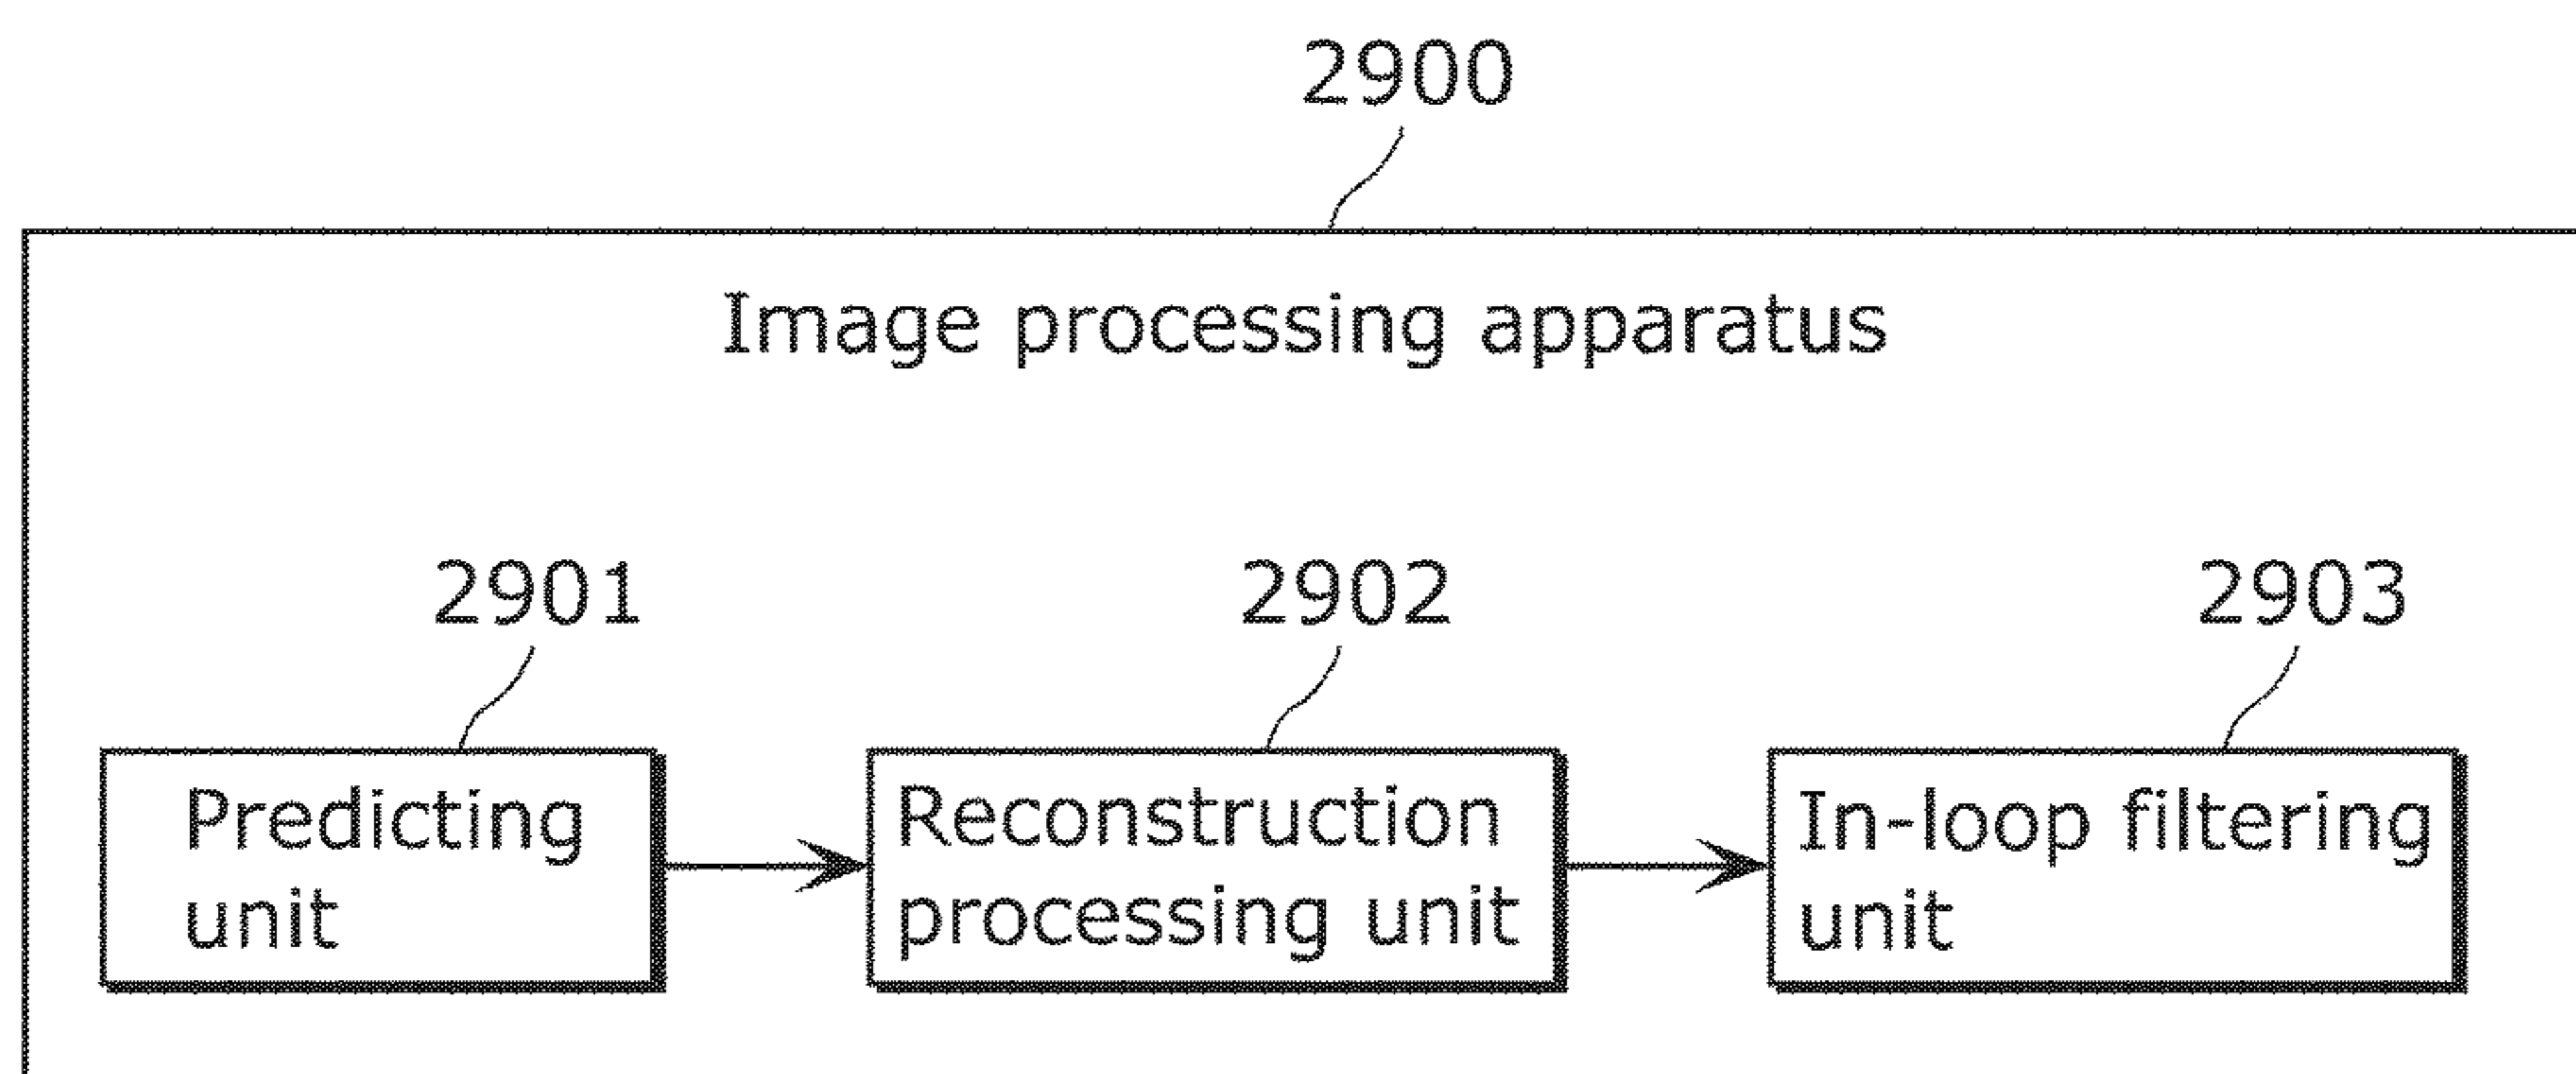 2900
Image processing apparatus
2901
2902
2903
Predicting
unit
Reconstruction
processing unit
In-loop filtering
unit